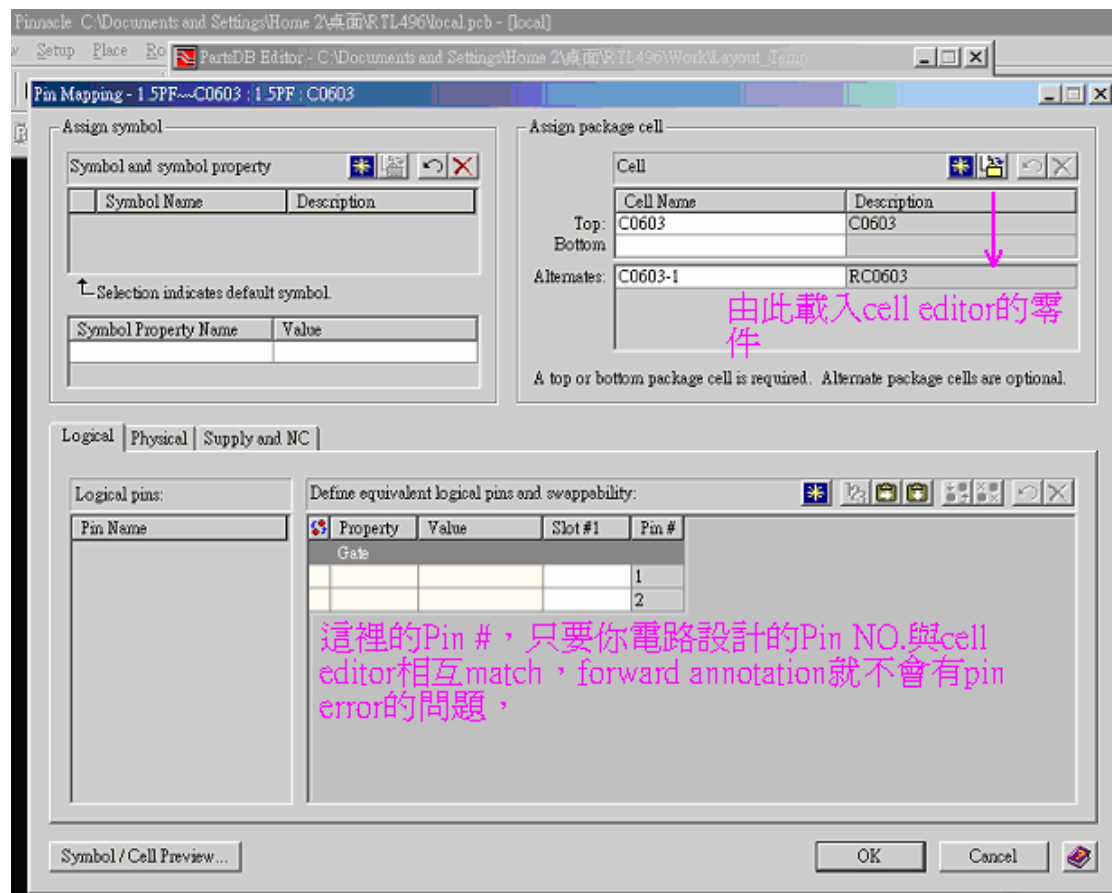 Pinnacle C:\Documents and Settings\Home 2\桌面\RTL496\local.pcb - [local]
Setup Place Ro
PartsDB Editor - C:\Documents and Settings\Home 2\桌面\RTL496\Work\Layout_Temp
Pin Mapping - 1.5PF~~C0603 : 1.5PF : C0603
Assign symbol
Symbol and symbol property
Symbol Name Description
Selection indicates default symbol.
Symbol Property Name Value
Assign package cell
Cell
Cell Name Description
Top: C0603 C0603
Bottom
Alternates: C0603-1 RC0603
由此載入cell editor的零
件
A top or bottom package cell is required. Alternate package cells are optional.
Logical Physical Supply and NC
Logical pins:
Pin Name
Define equivalent logical pins and swappability:
Property Value Slot #1 Pin #
Gate
1
2
這裡的Pin #，只要你電路設計的Pin NO.與cell
editor相互match，forward annotation就不會有pin
error的問題，
Symbol / Cell Preview... OK Cancel